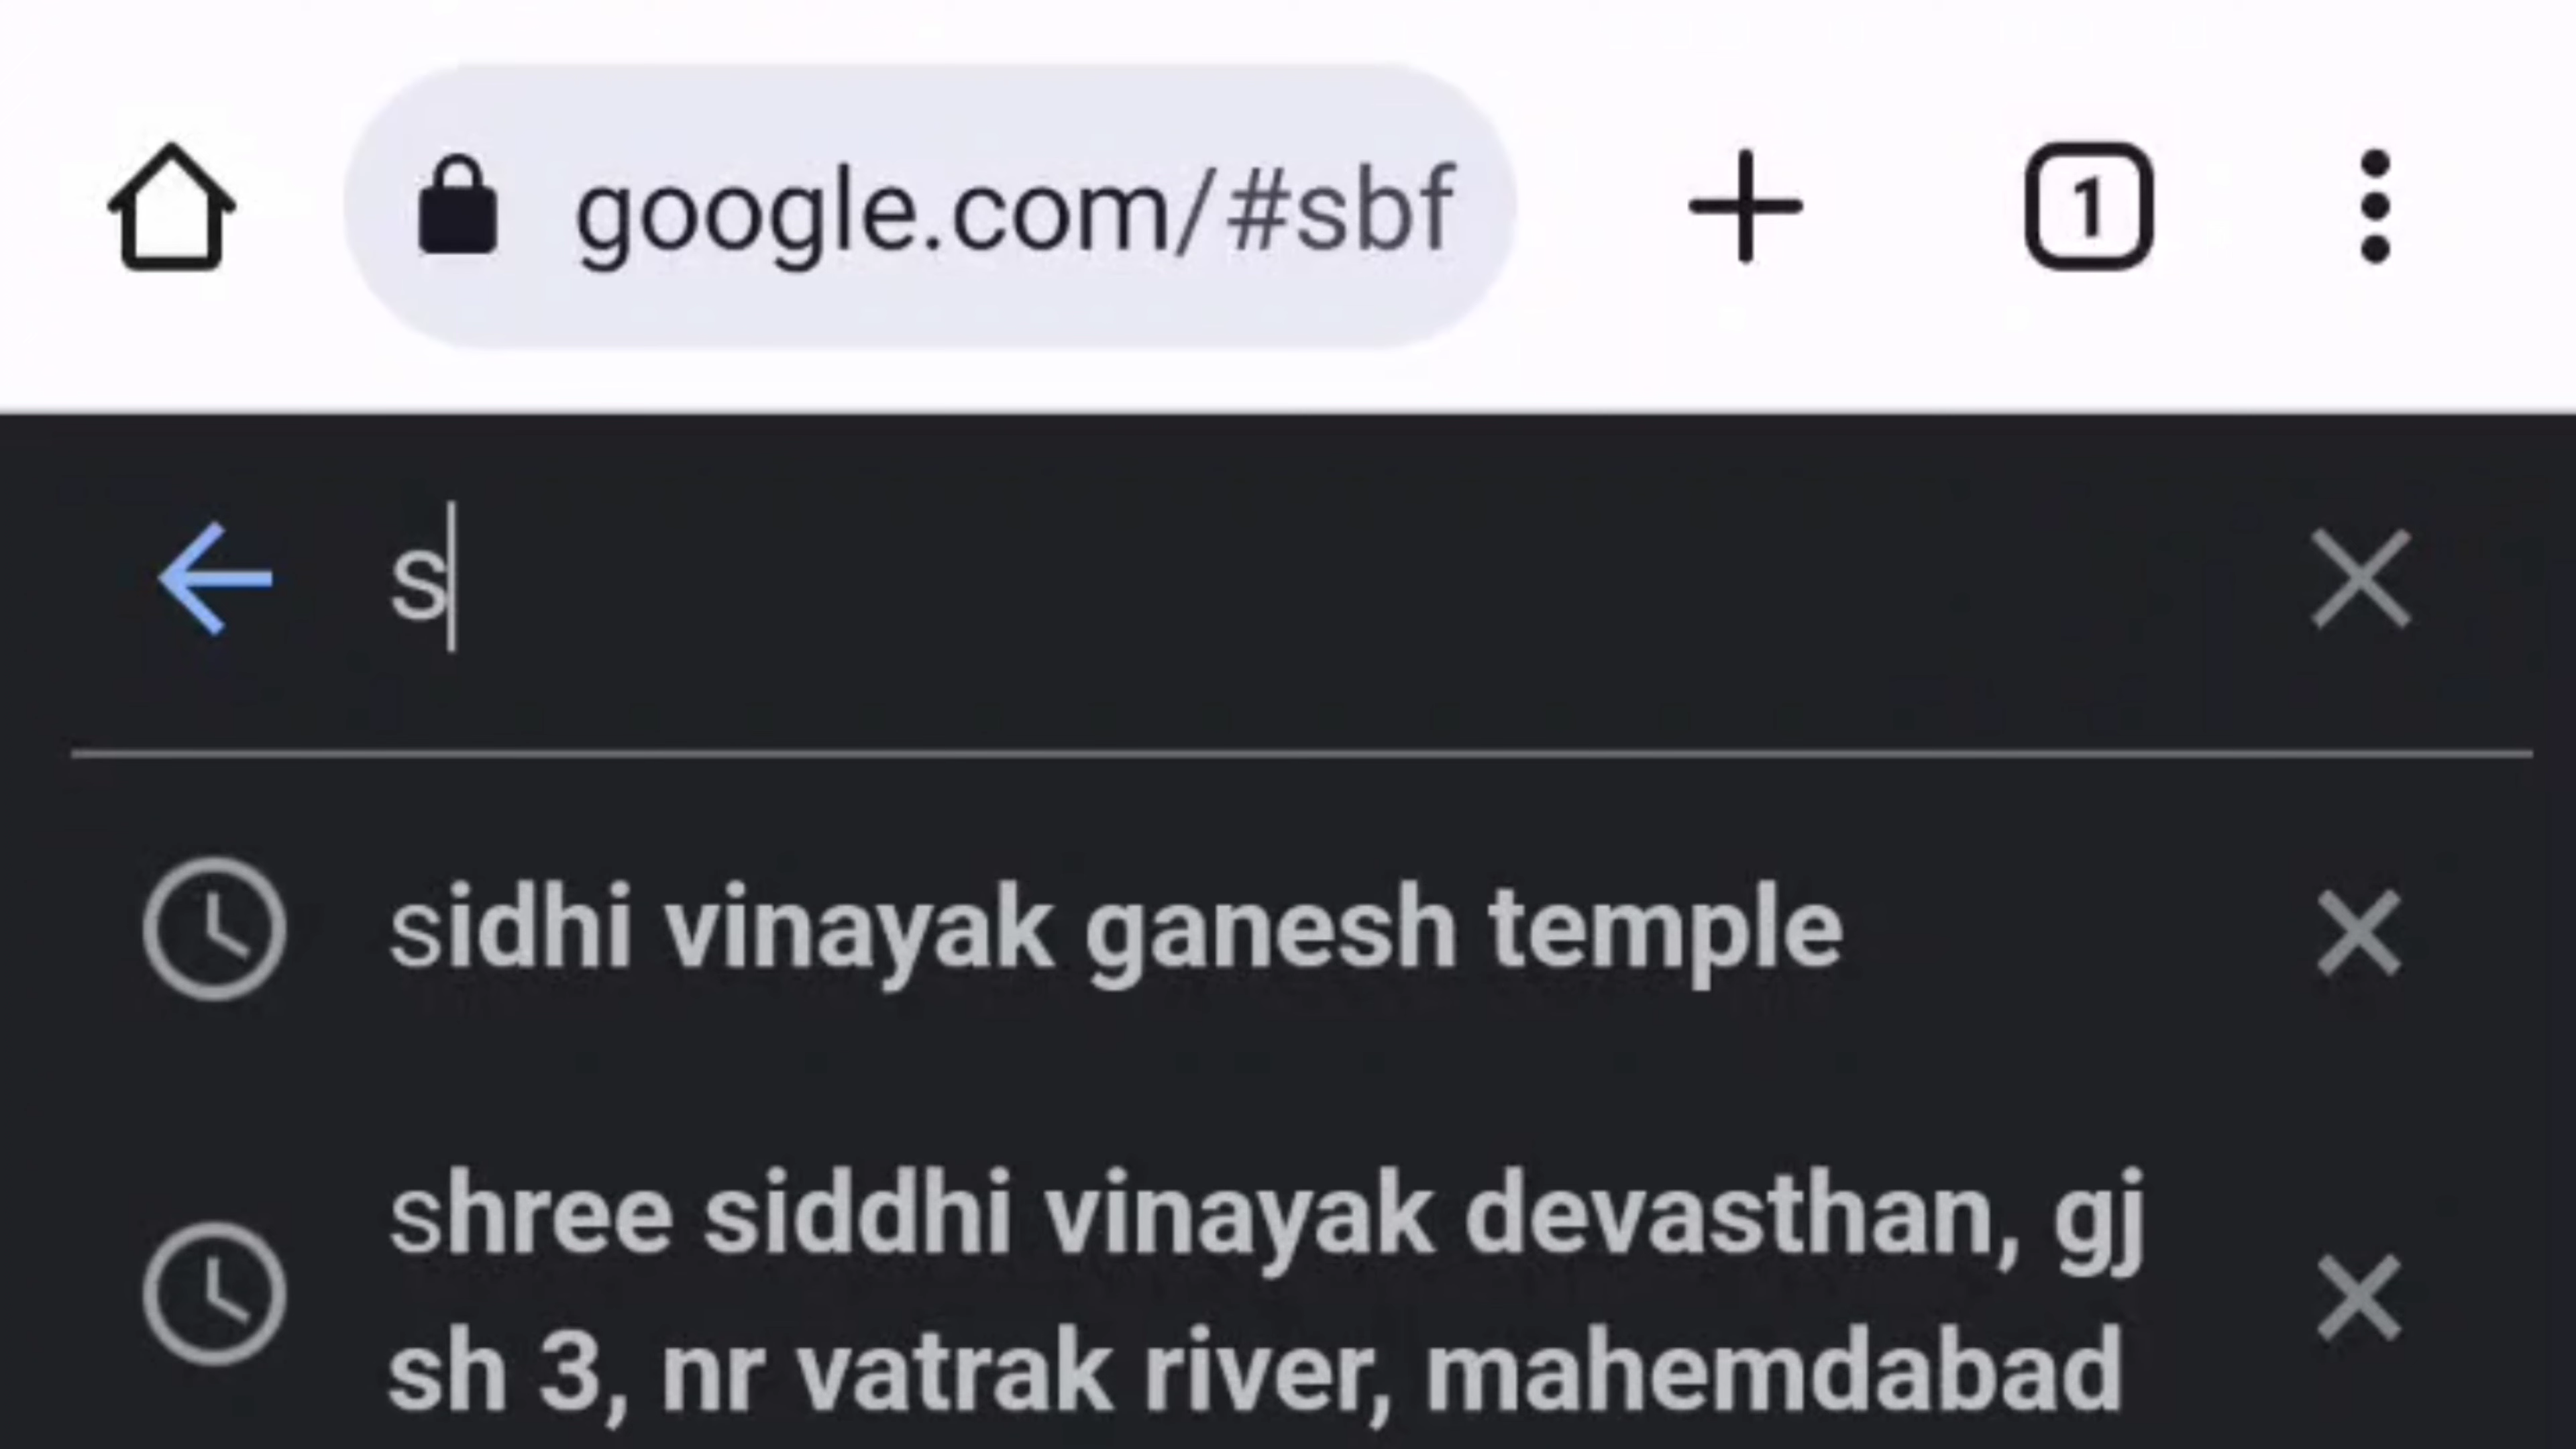 google.com/#sbf
1
s
sidhi vinayak ganesh temple
shree siddhi vinayak devasthan, gj
sh 3, nr vatrak river, mahemdabad